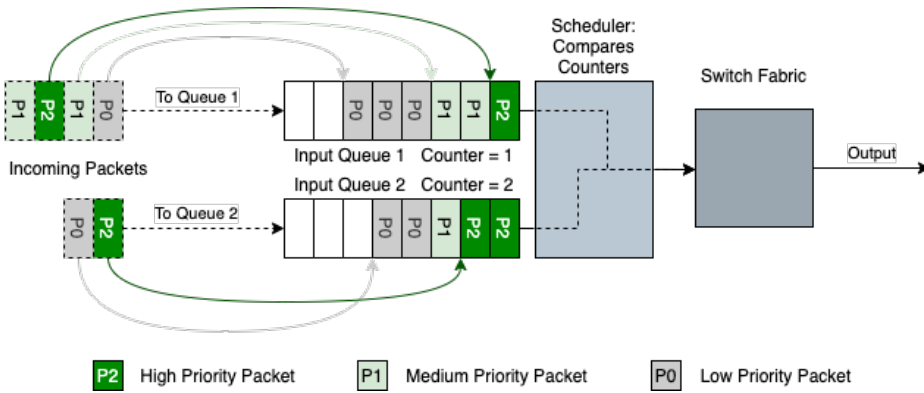 Scheduler:
Compares
Counters
Switch Fabric
P1 P2 P1 P0
To Queue 1
P0 P0 P0 P1 P1 P2
Output
Incoming Packets
Input Queue 1 Counter = 1
Input Queue 2 Counter = 2
P0 P2
To Queue 2
P0 P0 P1 P2 P2
P2 High Priority Packet
P1 Medium Priority Packet
P0 Low Priority Packet